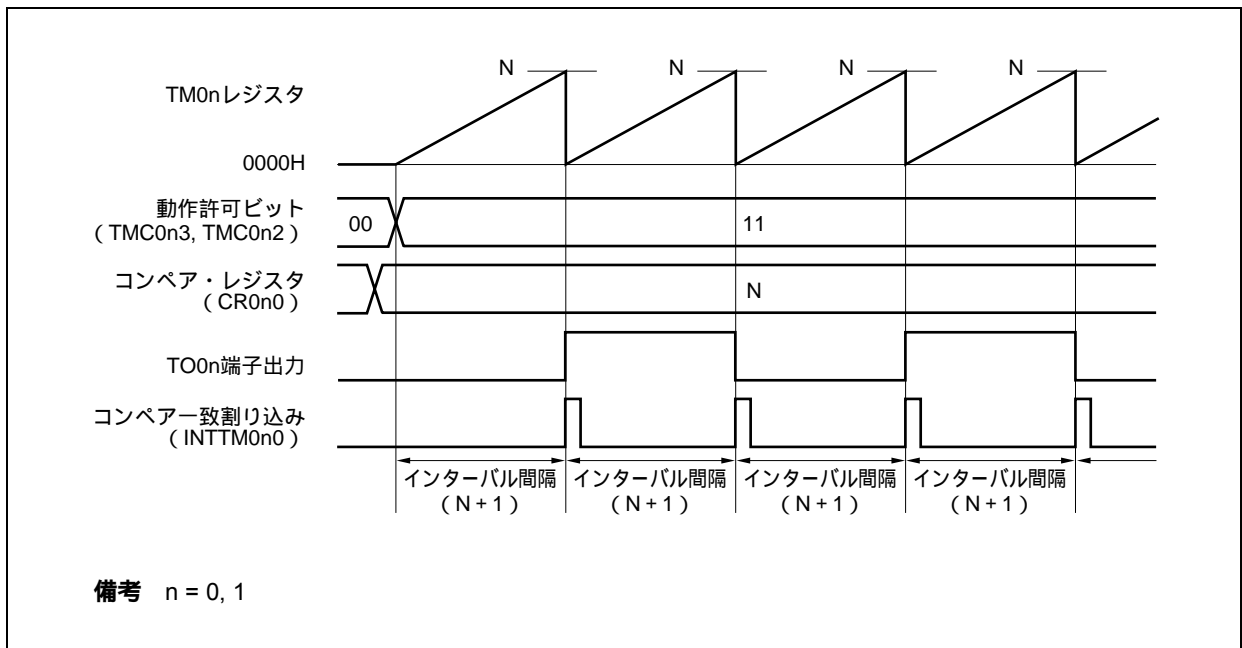 N N N N
TM0nレジスタ
0000H
動作許可ビット
（TMC0n3, TMC0n2）
00
11
コンペア・レジスタ
（CR0n0）
N
TO0n端子出力
コンペア一致割り込み
（INTTM0n0）
インターバル間隔 インターバル間隔 インターバル間隔 インターバル間隔
（N + 1） （N + 1） （N + 1） （N + 1）
備考 n = 0, 1